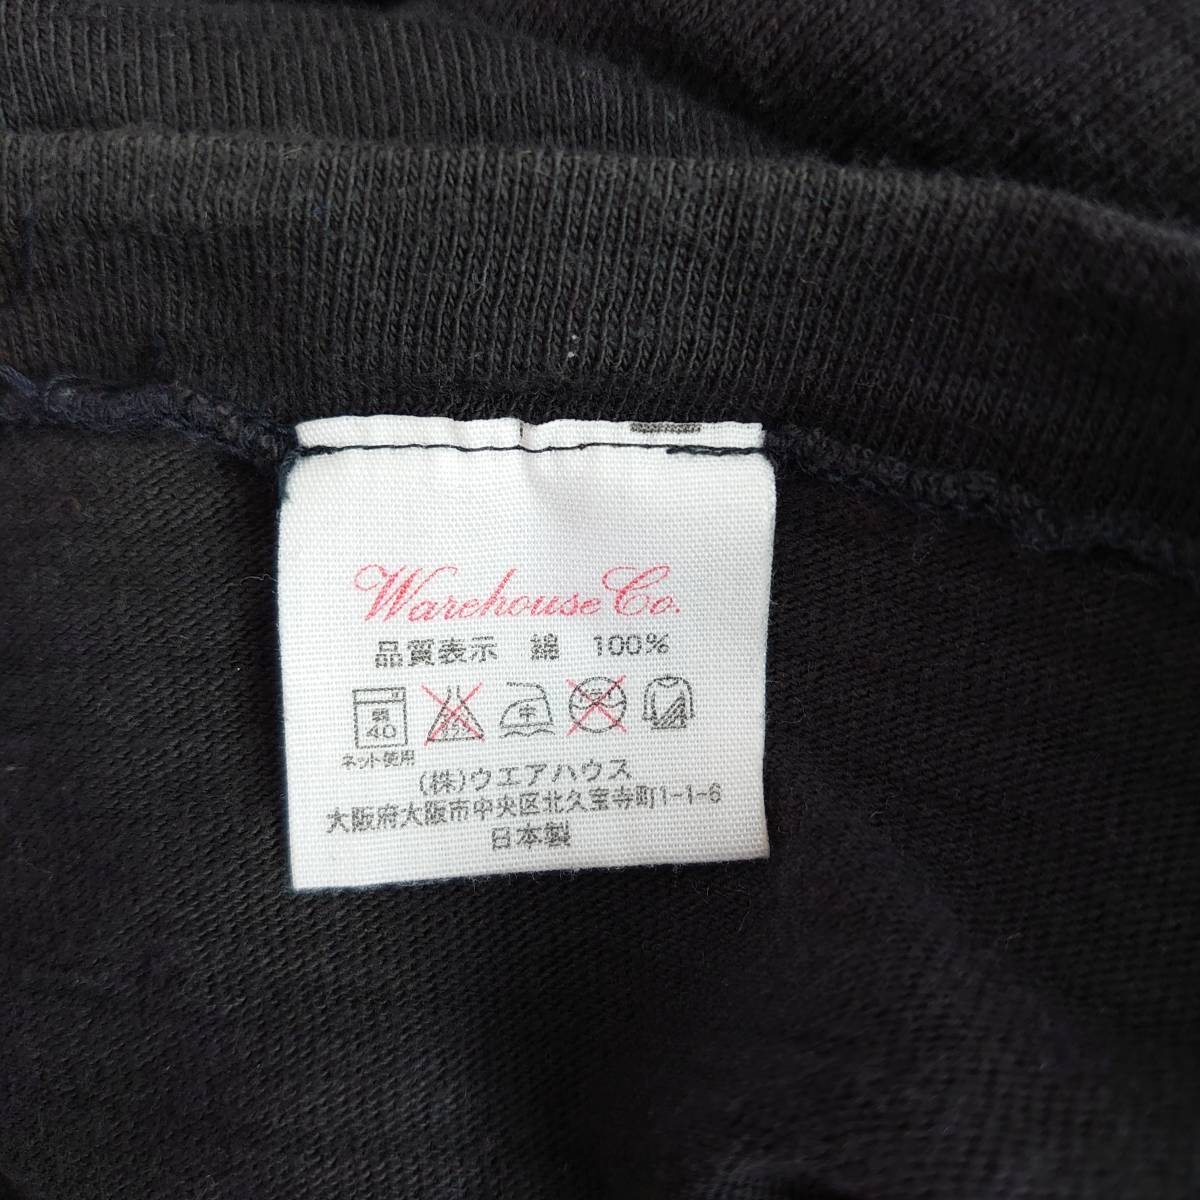 Warehouse Co.
品質表示 綿 100%
40 中
ネット使用
(株)ウエアハウス
大阪府大阪市中央区北久宝寺町1-1-6
日本製